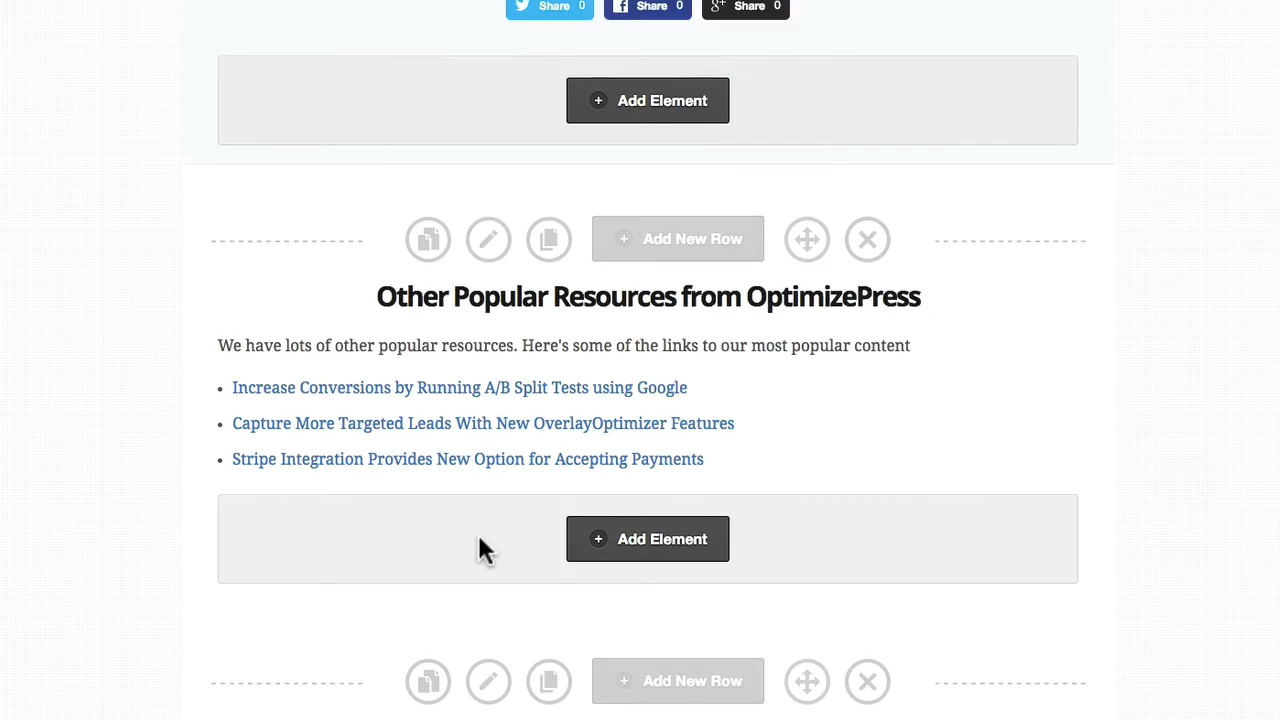 Share 0 Share 0 g+ Share 0
+ Add Element
+ Add New Row
Other Popular Resources from OptimizePress
We have lots of other popular resources. Here's some of the links to our most popular content
• Increase Conversions by Running A/B Split Tests using Google
• Capture More Targeted Leads With New OverlayOptimizer Features
• Stripe Integration Provides New Option for Accepting Payments
+ Add Element
+ Add New Row